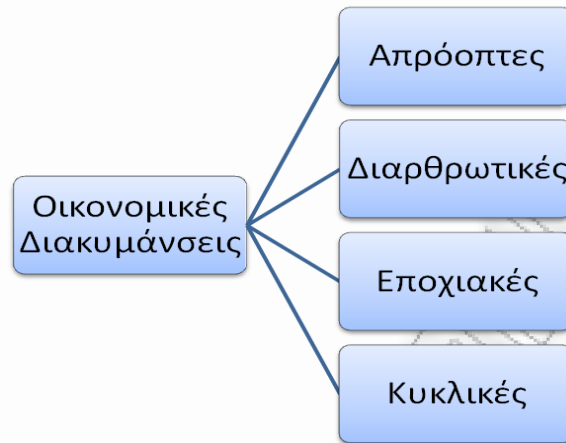 Απρόοπτες
Διαρθρωτικές
Οικονομικές
Διακυμάνσεις
Εποχιακές
Κυκλικές